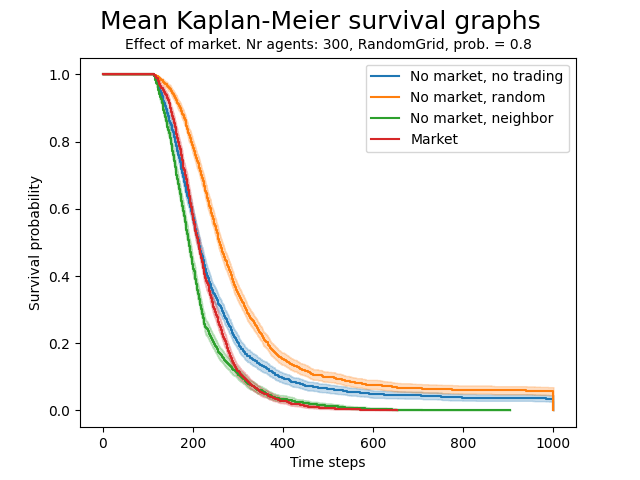 Mean Kaplan-Meier survival graphs
Effect of market. Nr agents: 300, RandomGrid, prob. = 0.8
No market, no trading
No market, random
No market, neighbor
Market
Survival probability
1.0
0.8
0.6
0.4
0.2
0.0
0 200 400 600 800 1000
Time steps